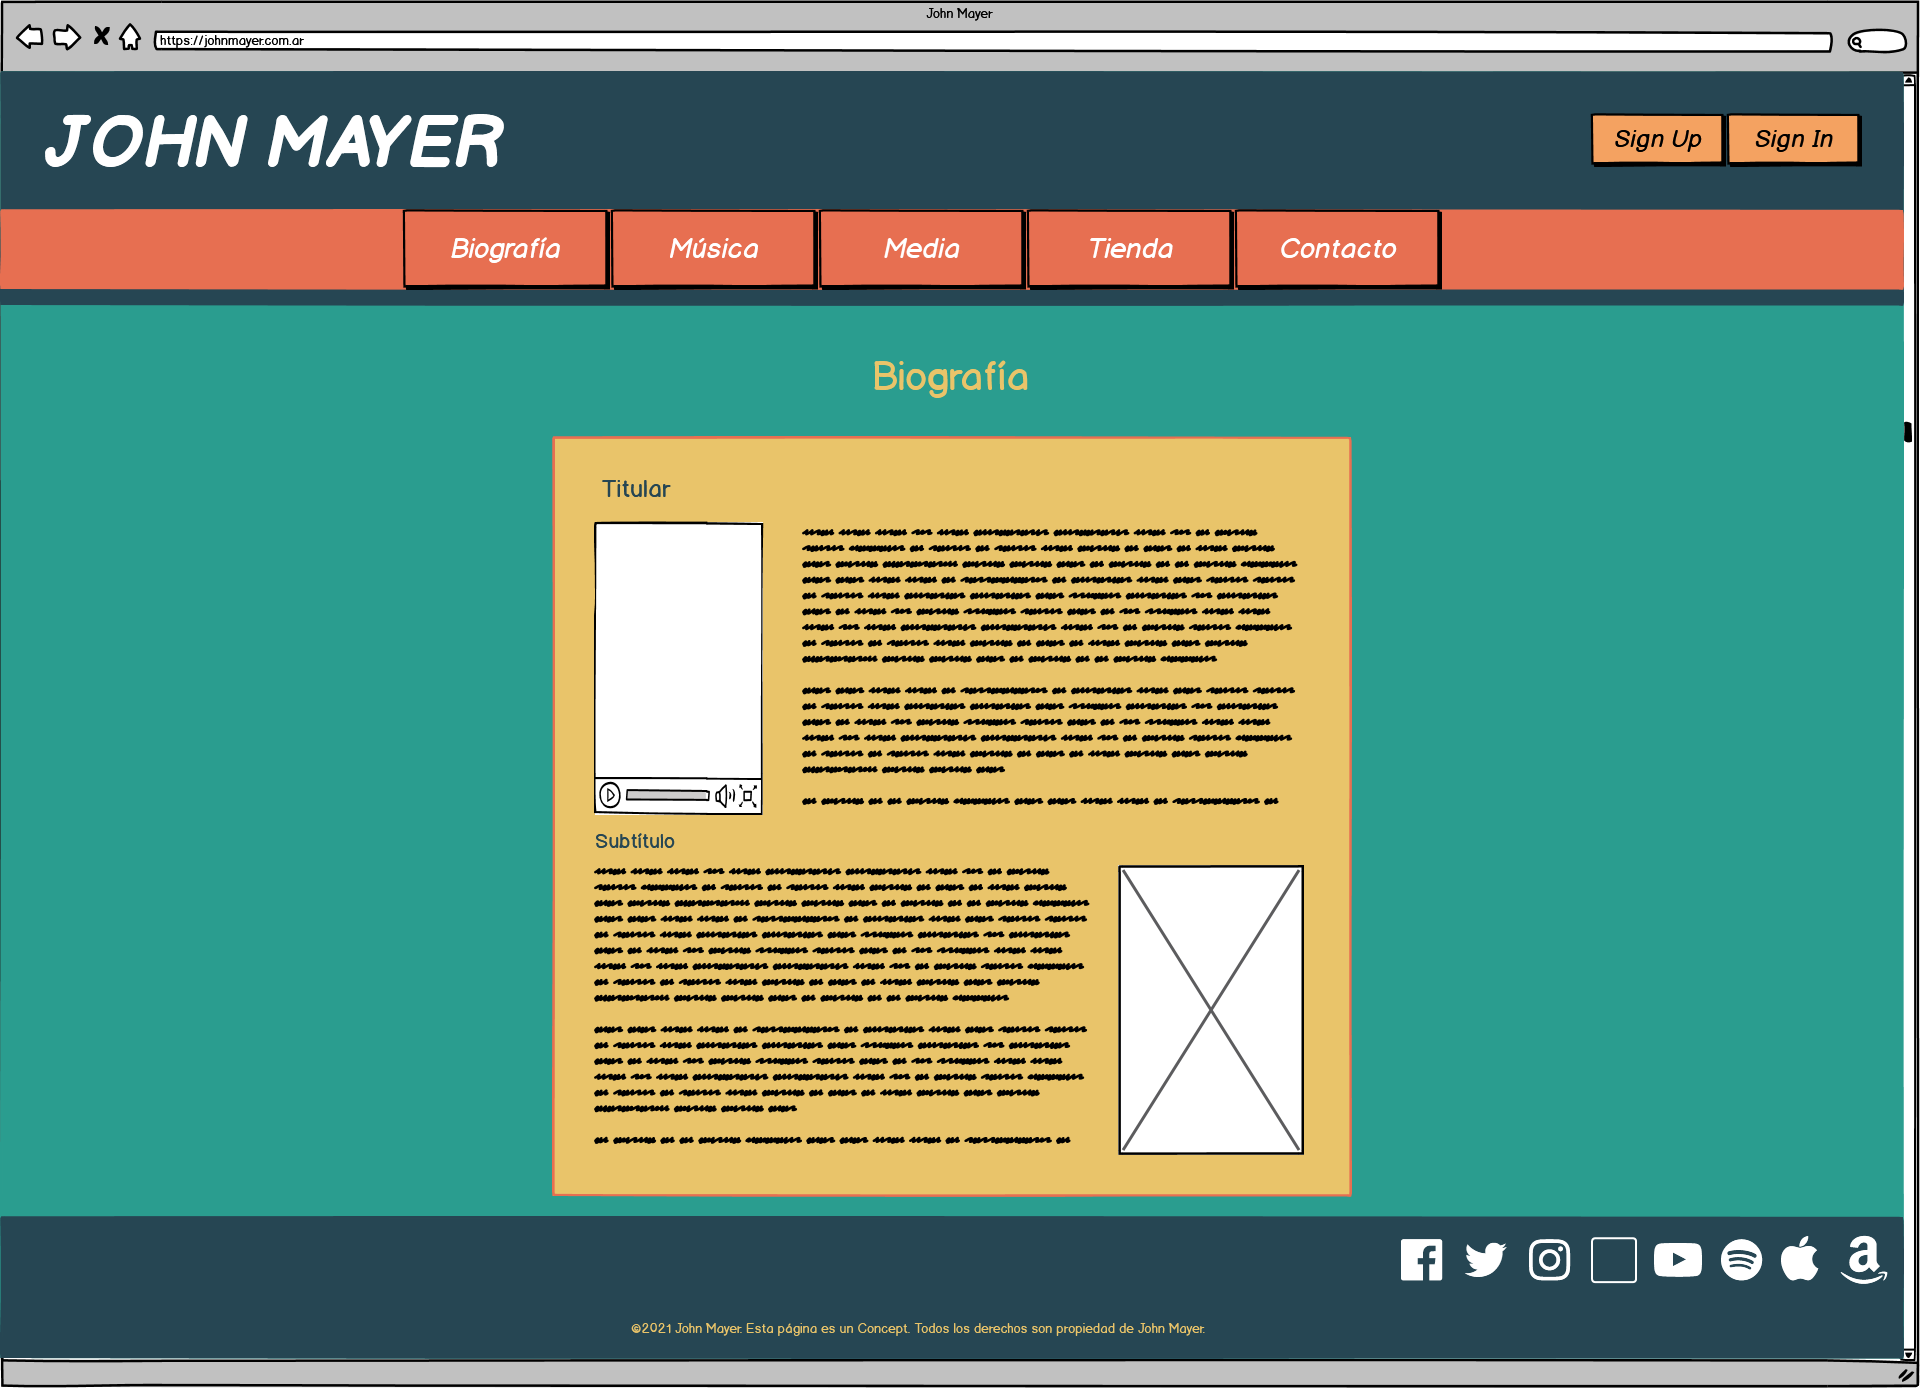 John Mayer
https://johnmayer.com.ar
JOHN MAYER
Sign Up
Sign In
Biografía
Música
Media
Tienda
Contacto
Biografía
Titular
Subtítulo
©2021 John Mayer. Esta página es un Concept. Todos los derechos son propiedad de John Mayer.